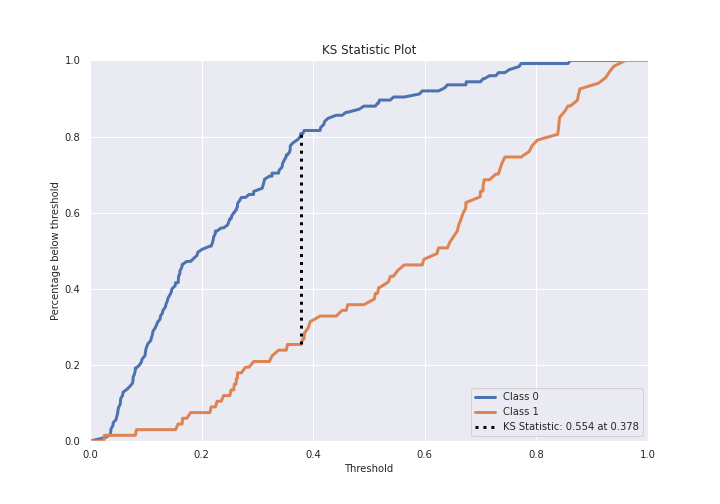 KS Statistic Plot
Percentage below threshold
1.0
0.8
0.6
0.4
0.2
0.0
0.0 0.2 0.4 0.6 0.8 1.0
Threshold
Class 0
Class 1
KS Statistic: 0.554 at 0.378